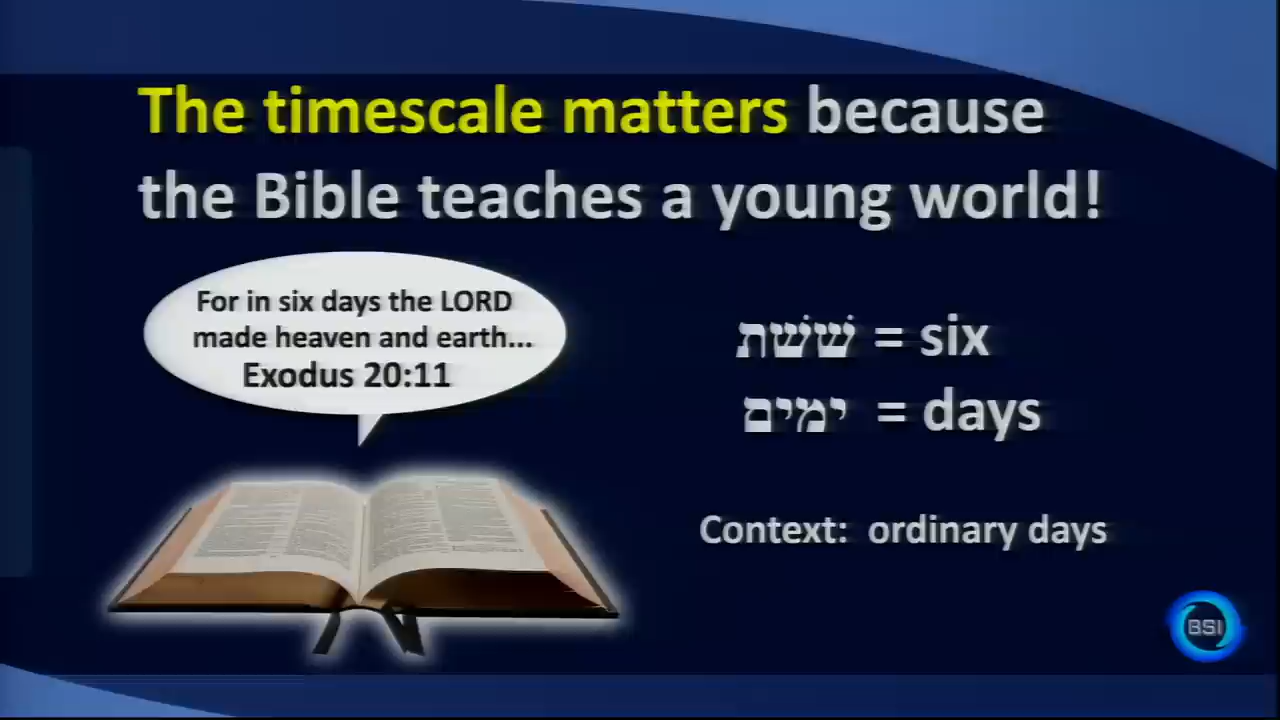 The timescale matters because
the Bible teaches a young world!
For in six days the LORD
made heaven and earth...
Exodus 20:11
שׁשׁת = six
ימים = days
Context: ordinary days
BSI